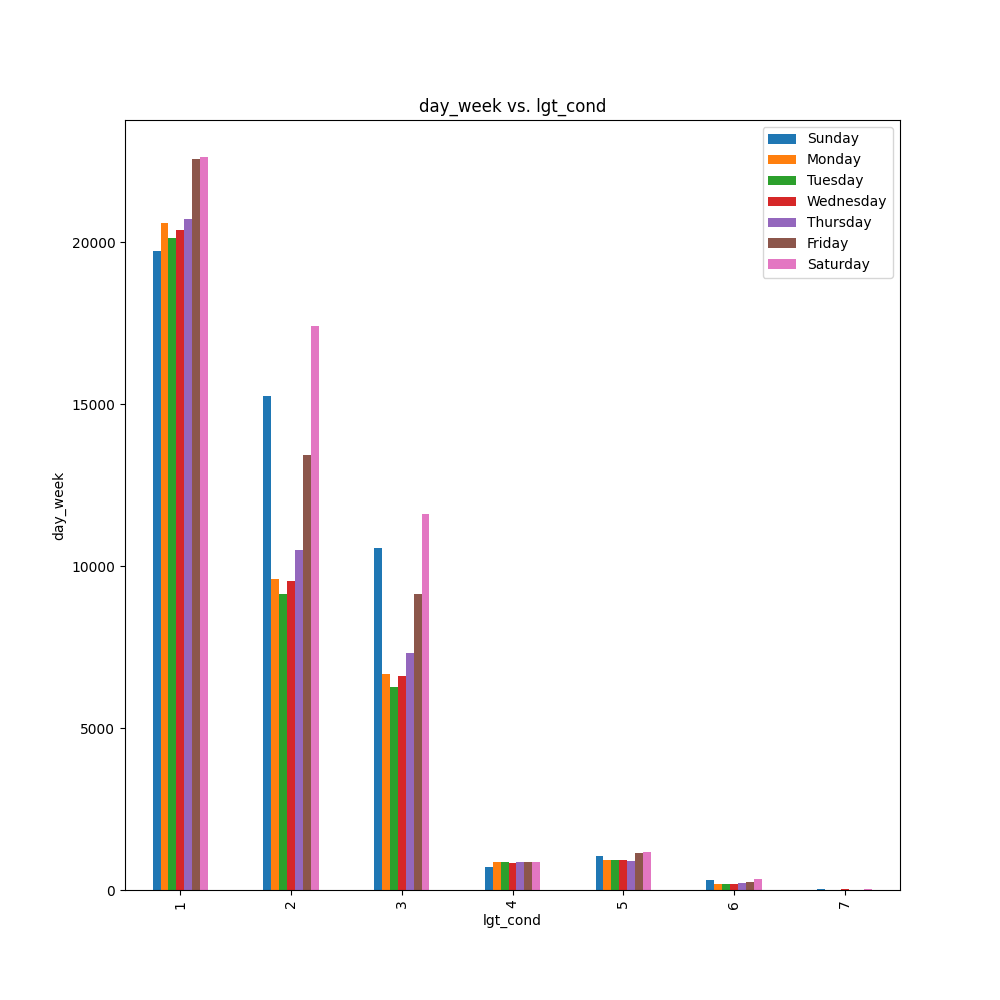 day_week vs. lgt_cond
Sunday
Monday
Tuesday
Wednesday
Thursday
Friday
Saturday
20000
15000
10000
5000
0
day_week
1
2
3
4
5
6
7
lgt_cond